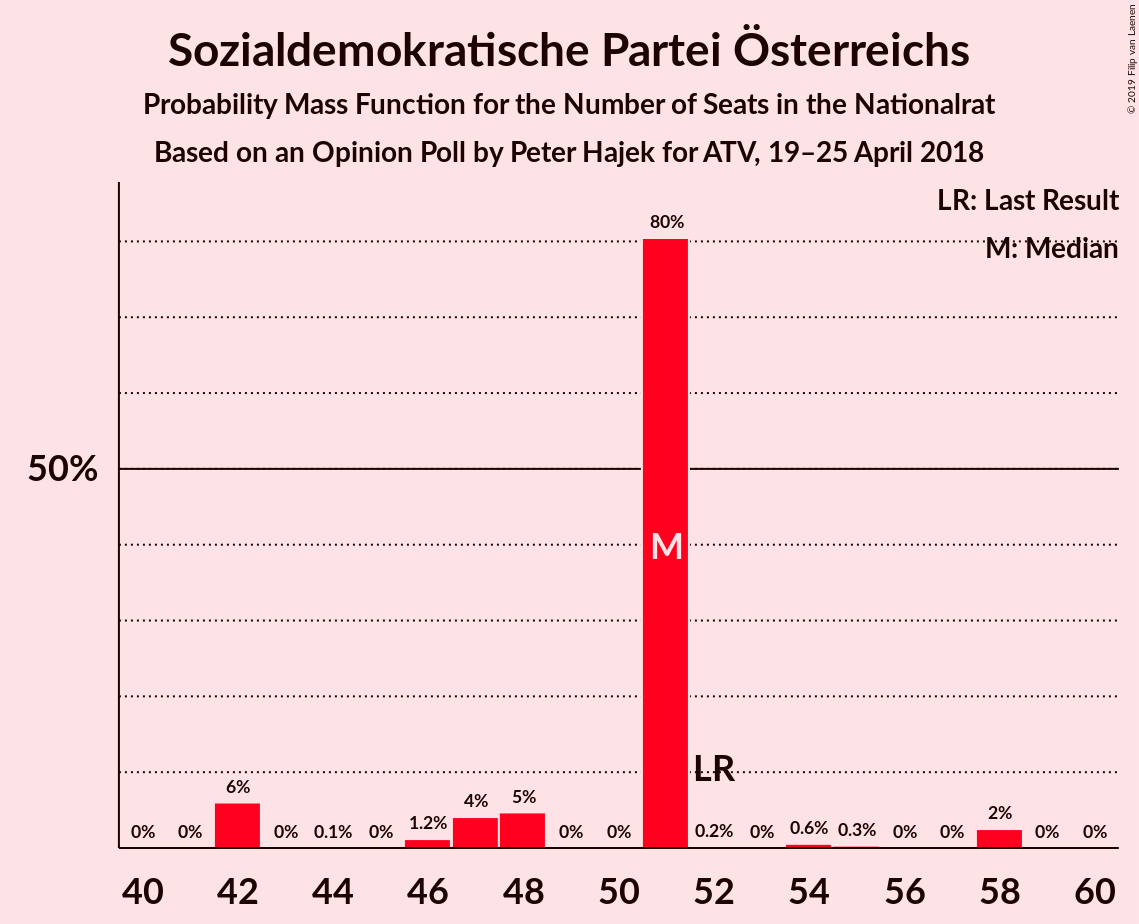 Sozialdemokratische Partei Österreichs
Probability Mass Function for the Number of Seats in the Nationalrat
Based on an Opinion Poll by Peter Hajek for ATV, 19–25 April 2018
© 2019 Filip van Laenen
LR: Last Result
M: Median
80%
50%
M
LR
0% 0% 6% 0% 0.1% 0% 1.2% 4% 5% 0% 0% 0.2% 0% 0.6% 0.3% 0% 0% 2% 0% 0%
40 42 44 46 48 50 52 54 56 58 60